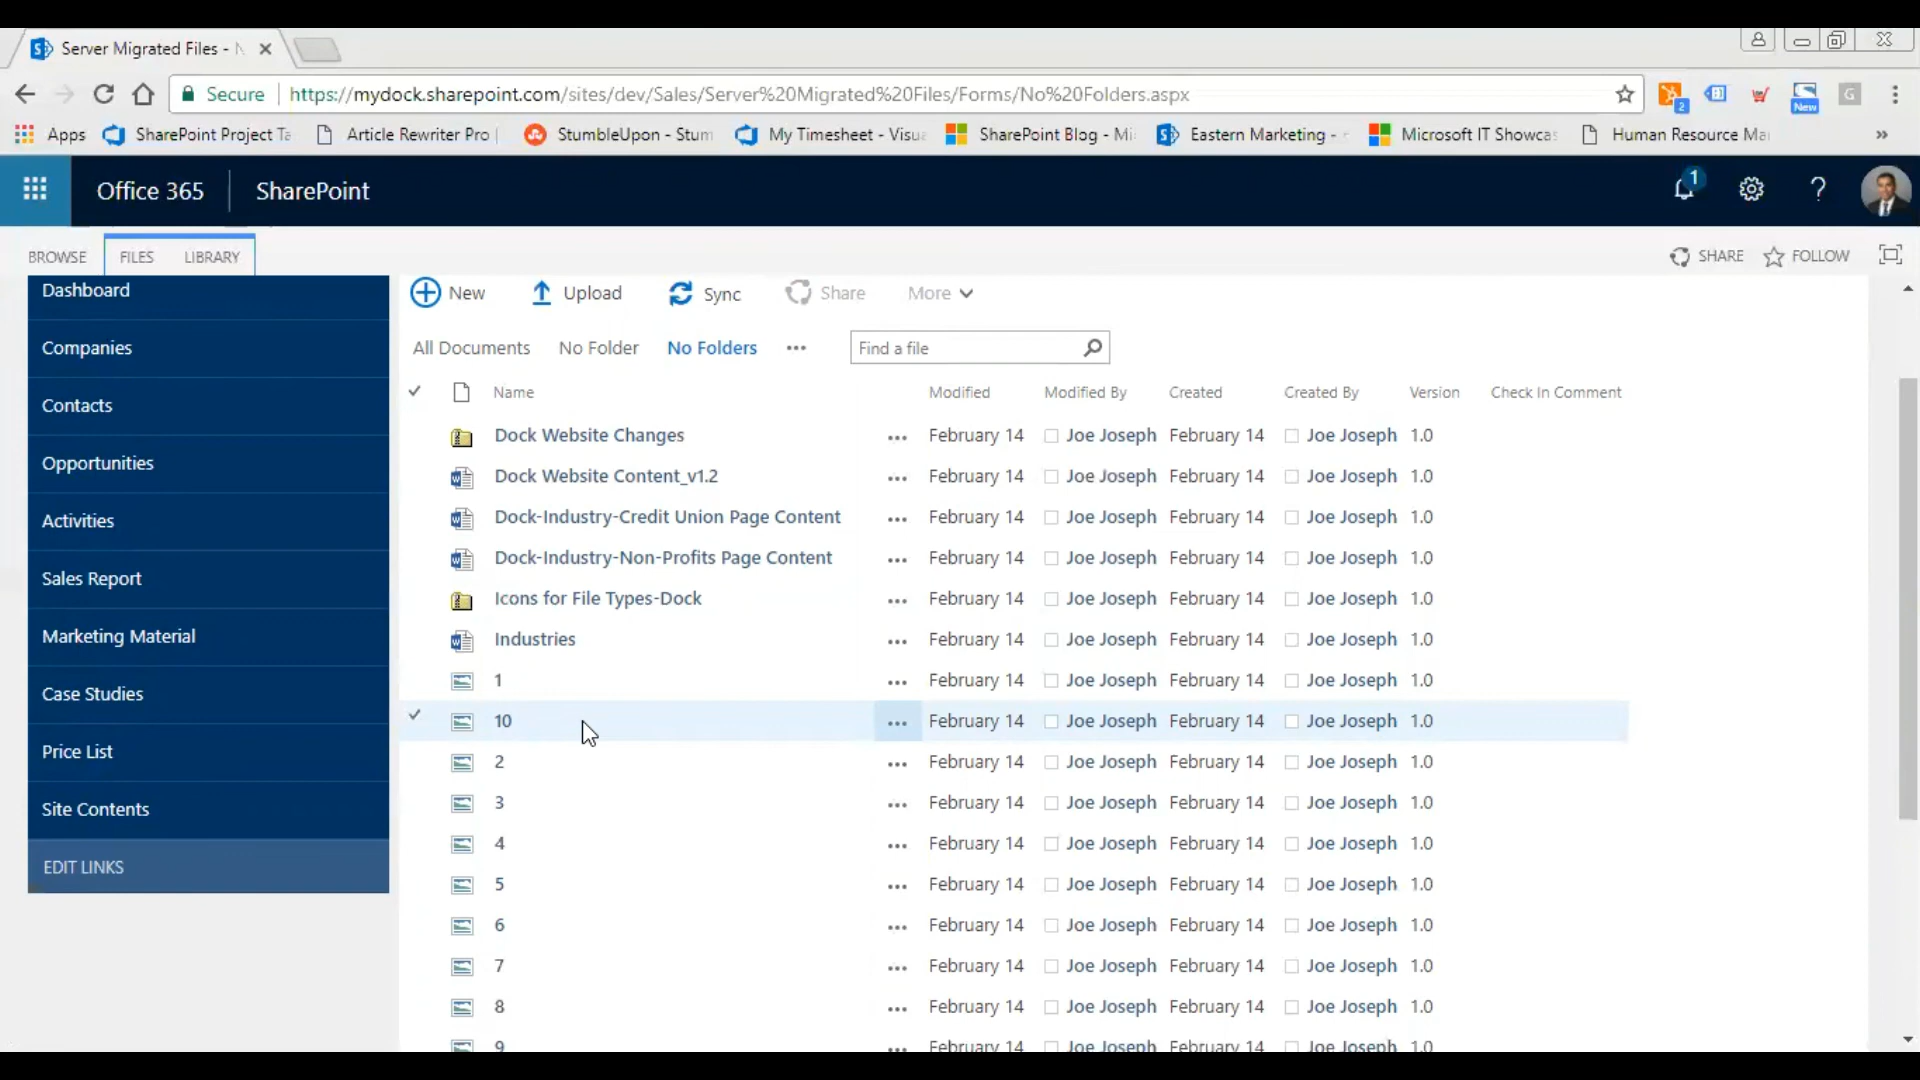 Server Migrated Files - N
Secure https://mydock.sharepoint.com/sites/dev/Sales/Server%20Migrated%20Files/Forms/No%20Folders.aspx
2 New G
Apps SharePoint Project Ta Article Rewriter Pro StumbleUpon - Stum My Timesheet - Visua SharePoint Blog - Mi Eastern Marketing - Microsoft IT Showcas Human Resource Ma »
Office 365 SharePoint 1 ?
BROWSE FILES LIBRARY SHARE FOLLOW
Dashboard
Companies
Contacts
Opportunities
Activities
Sales Report
Marketing Material
Case Studies
Price List
Site Contents
EDIT LINKS
New Upload Sync Share More
All Documents No Folder No Folders ••• Find a file
Name Modified Modified By Created Created By Version Check In Comment
Dock Website Changes ••• February 14 Joe Joseph February 14 Joe Joseph 1.0
Dock Website Content_v1.2 ••• February 14 Joe Joseph February 14 Joe Joseph 1.0
Dock-Industry-Credit Union Page Content ••• February 14 Joe Joseph February 14 Joe Joseph 1.0
Dock-Industry-Non-Profits Page Content ••• February 14 Joe Joseph February 14 Joe Joseph 1.0
Icons for File Types-Dock ••• February 14 Joe Joseph February 14 Joe Joseph 1.0
Industries ••• February 14 Joe Joseph February 14 Joe Joseph 1.0
1 ••• February 14 Joe Joseph February 14 Joe Joseph 1.0
10 ••• February 14 Joe Joseph February 14 Joe Joseph 1.0
2 ••• February 14 Joe Joseph February 14 Joe Joseph 1.0
3 ••• February 14 Joe Joseph February 14 Joe Joseph 1.0
4 ••• February 14 Joe Joseph February 14 Joe Joseph 1.0
5 ••• February 14 Joe Joseph February 14 Joe Joseph 1.0
6 ••• February 14 Joe Joseph February 14 Joe Joseph 1.0
7 ••• February 14 Joe Joseph February 14 Joe Joseph 1.0
8 ••• February 14 Joe Joseph February 14 Joe Joseph 1.0
9 ••• February 14 Joe Joseph February 14 Joe Joseph 1.0